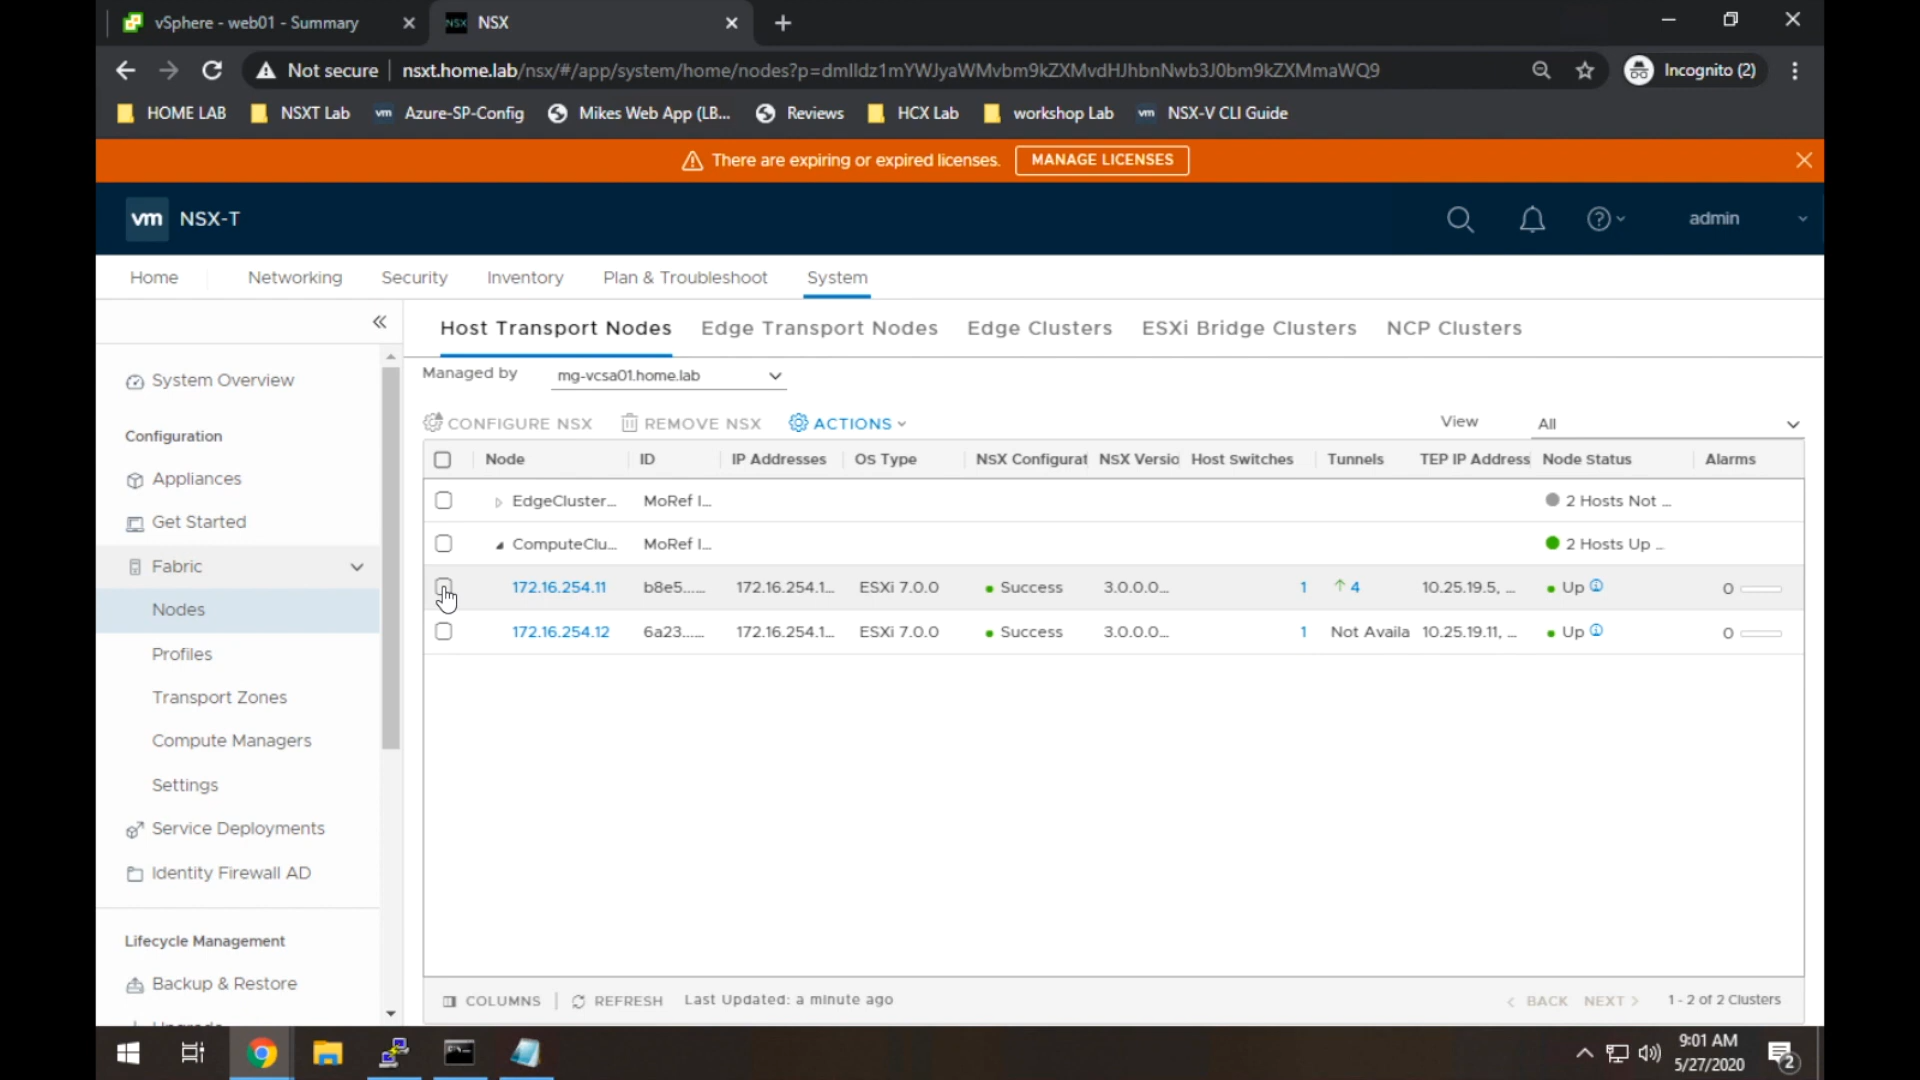 vSphere - web01 - Summary
NSX NSX
Not secure nsxt.home.lab/nsx/#/app/system/home/nodes?p=dmlldz1mYWJyaWMvbm9kZXMvdHJhbnNwb3J0bm9kZXMmaWQ9
Incognito (2)
HOME LAB NSXT Lab vm Azure-SP-Config Mikes Web App (LB... Reviews HCX Lab workshop Lab vm NSX-V CLI Guide
There are expiring or expired licenses. MANAGE LICENSES
vm NSX-T admin
Home Networking Security Inventory Plan & Troubleshoot System
System Overview
Configuration
Appliances
Get Started
Fabric
Nodes
Profiles
Transport Zones
Compute Managers
Settings
Service Deployments
Identity Firewall AD
Lifecycle Management
Backup & Restore
Host Transport Nodes Edge Transport Nodes Edge Clusters ESXi Bridge Clusters NCP Clusters
Managed by mg-vcsa01.home.lab
CONFIGURE NSX REMOVE NSX ACTIONS View All
Node ID IP Addresses OS Type NSX Configurat NSX Versio Host Switches Tunnels TEP IP Address Node Status Alarms
EdgeCluster... MoRef I... 2 Hosts Not ...
ComputeClu... MoRef I... 2 Hosts Up ...
172.16.254.11 b8e5...... 172.16.254.1... ESXi 7.0.0 Success 3.0.0.0... 1 4 10.25.19.5, ... Up 0
172.16.254.12 6a23...... 172.16.254.1... ESXi 7.0.0 Success 3.0.0.0... 1 Not Availa 10.25.19.11, ... Up 0
COLUMNS REFRESH Last Updated: a minute ago BACK NEXT 1 - 2 of 2 Clusters
9:01 AM
5/27/2020
2